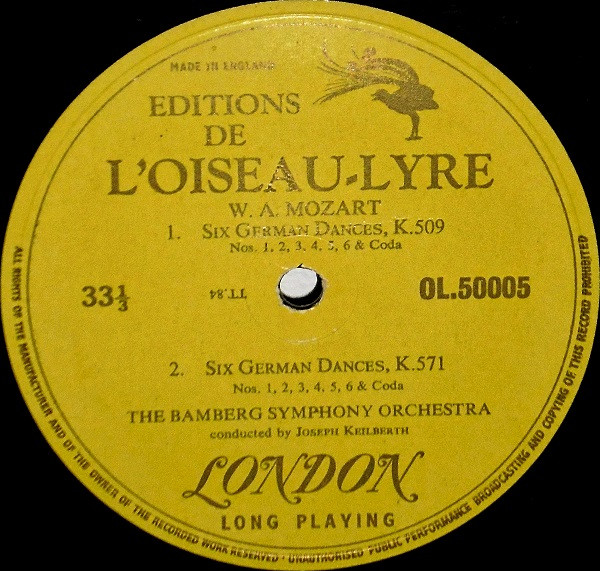 MADE IN ENGLAND
EDITIONS
DE
L'OISEAU-LYRE
W. A. MOZART
1. SIX GERMAN DANCES, K.509
Nos. 1, 2, 3, 4, 5, 6 & Coda
33⅓
TT.84
OL.50005
2. SIX GERMAN DANCES, K.571
Nos. 1, 2, 3, 4, 5, 6 & Coda
THE BAMBERG SYMPHONY ORCHESTRA
conducted by JOSEPH KEILBERTH
LONDON
LONG PLAYING
ALL RIGHTS OF THE MANUFACTURER AND OF THE OWNER OF THE RECORDED WORK RESERVED · UNAUTHORISED PUBLIC PERFORMANCE BROADCASTING AND COPYING OF THIS RECORD PROHIBITED